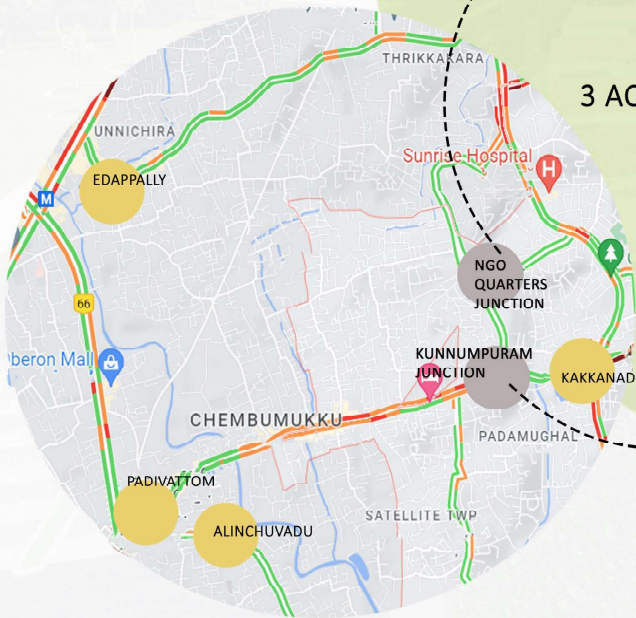 THRIKKAKARA
3 AC
UNNICHIRA
Sunrise Hospital
H
EDAPPALLY
M
NGO
QUARTERS
JUNCTION
66
beron Mall
KUNNUMPURAM
JUNCTION
KAKKANAD
CHEMBUMUKKU
PADAMUGHAL
PADIVATTOM
SATELLITE TWP
ALINCHUVADU